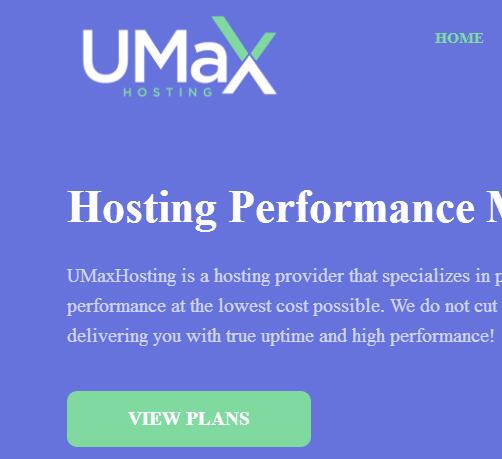 UMaX
HOSTING
HOME
Hosting Performance
UMaxHosting is a hosting provider that specializes in
performance at the lowest cost possible. We do not cut
delivering you with true uptime and high performance!
VIEW PLANS